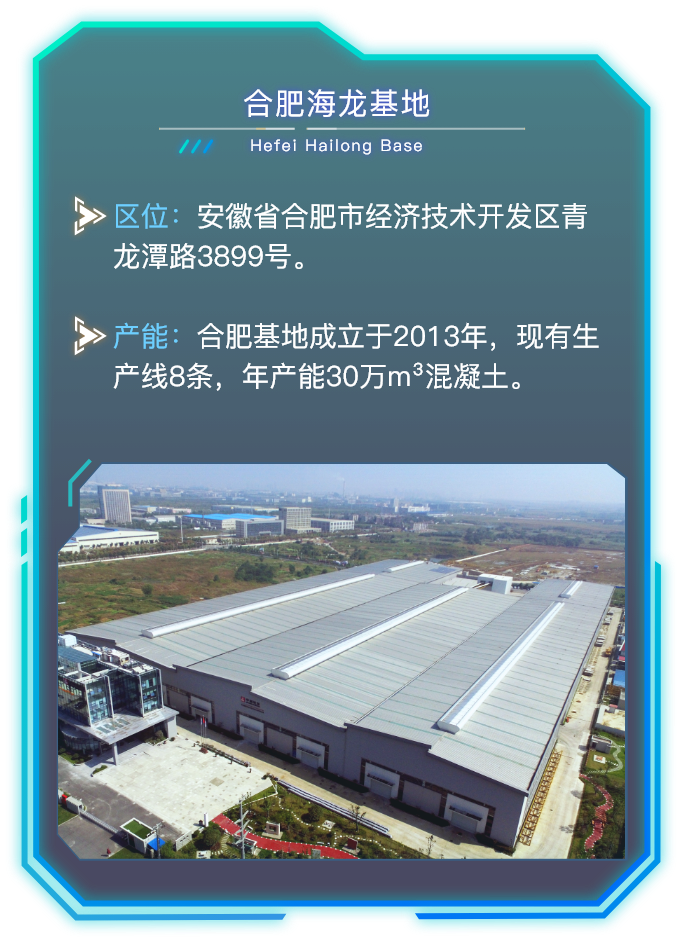 合肥海龙基地
Hefei Hailong Base
区位：安徽省合肥市经济技术开发区青
龙潭路3899号。
产能：合肥基地成立于2013年，现有生
产线8条，年产能30万m³混凝土。